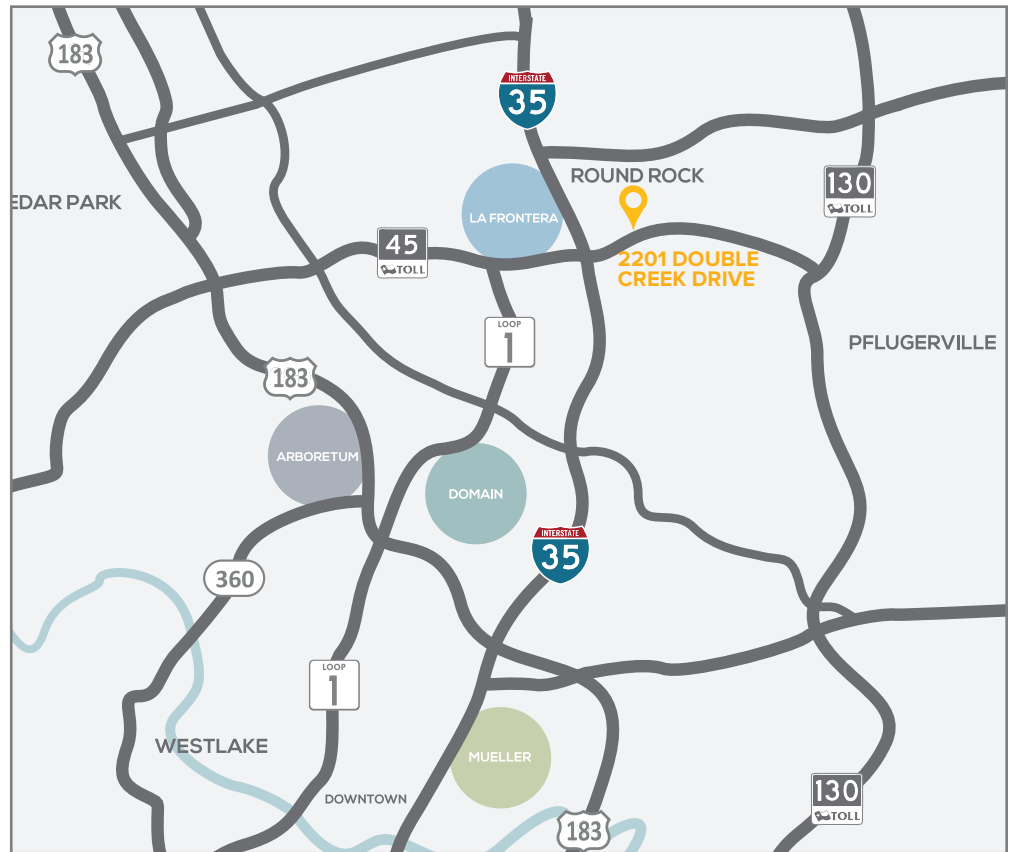 183
INTERSTATE
35
ROUND ROCK
130
TOLL
EDAR PARK
LA FRONTERA
45
TOLL
2201 DOUBLE
CREEK DRIVE
LOOP
1
PFLUGERVILLE
183
ARBORETUM
DOMAIN
INTERSTATE
35
360
LOOP
1
WESTLAKE
MUELLER
DOWNTOWN
130
TOLL
183